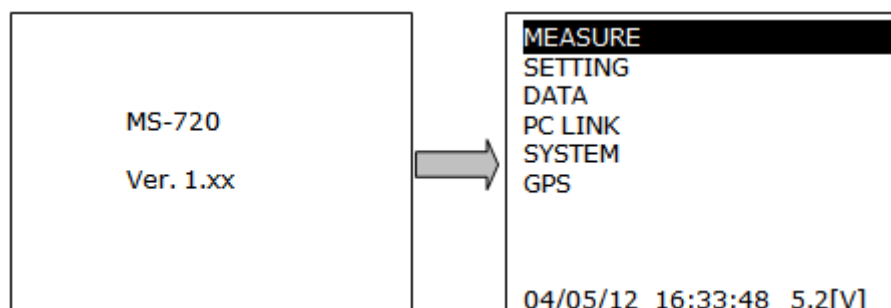 MS-720
Ver. 1.xx
MEASURE
SETTING
DATA
PC LINK
SYSTEM
GPS
04/05/12 16:33:48 5.2[V]